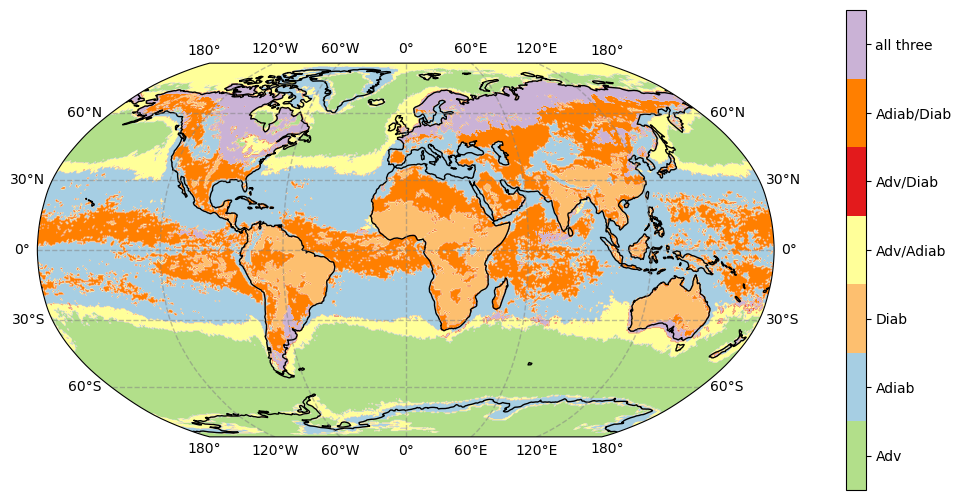 180° 120°W 60°W 0° 60°E 120°E 180°
60°N 60°N
30°N 30°N
0° 0°
30°S 30°S
60°S 60°S
180° 120°W 60°W 0° 60°E 120°E 180°
all three
Adiab/Diab
Adv/Diab
Adv/Adiab
Diab
Adiab
Adv